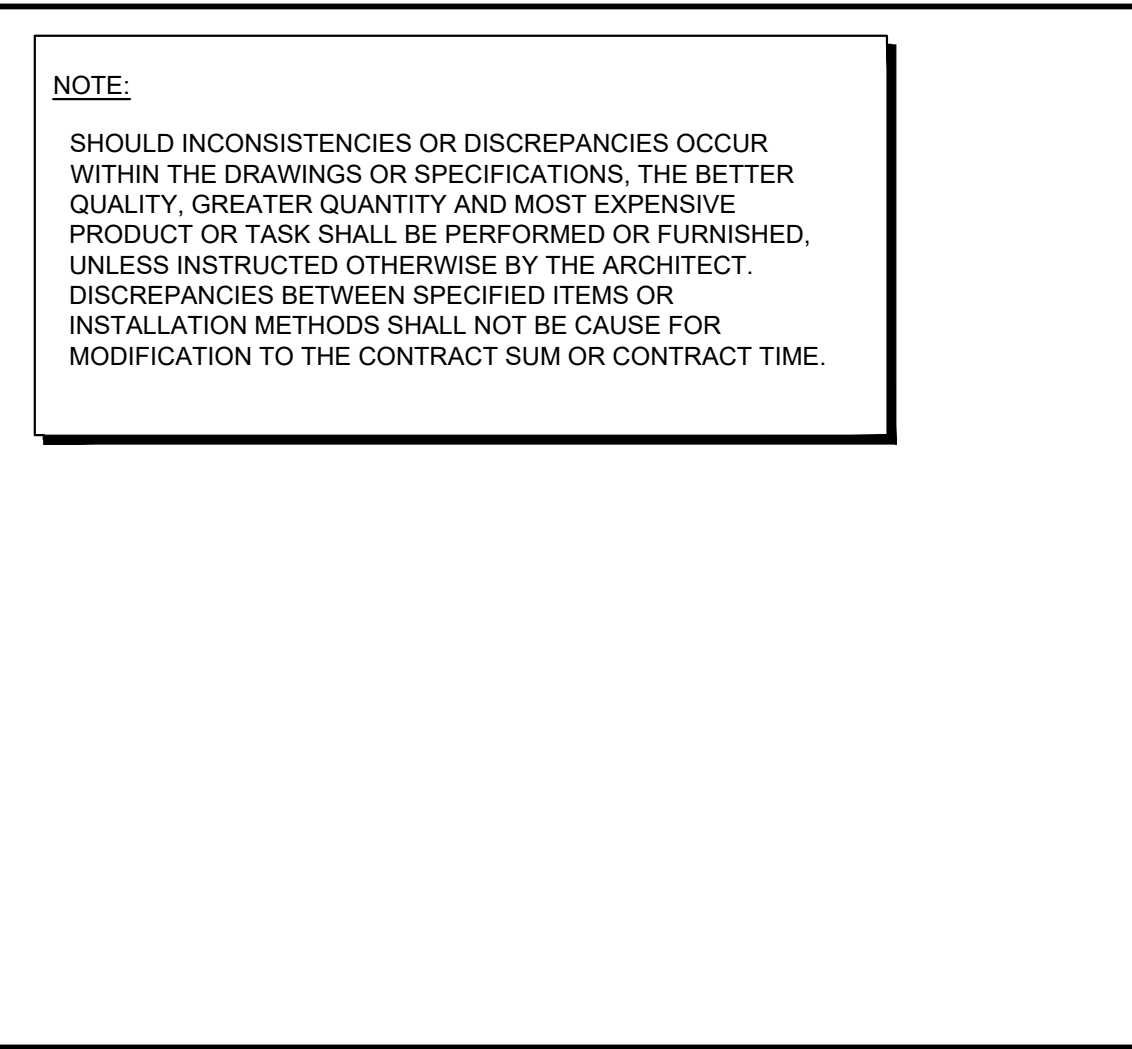 NOTE:
SHOULD INCONSISTENCIES OR DISCREPANCIES OCCUR
WITHIN THE DRAWINGS OR SPECIFICATIONS, THE BETTER
QUALITY, GREATER QUANTITY AND MOST EXPENSIVE
PRODUCT OR TASK SHALL BE PERFORMED OR FURNISHED,
UNLESS INSTRUCTED OTHERWISE BY THE ARCHITECT.
DISCREPANCIES BETWEEN SPECIFIED ITEMS OR
INSTALLATION METHODS SHALL NOT BE CAUSE FOR
MODIFICATION TO THE CONTRACT SUM OR CONTRACT TIME.